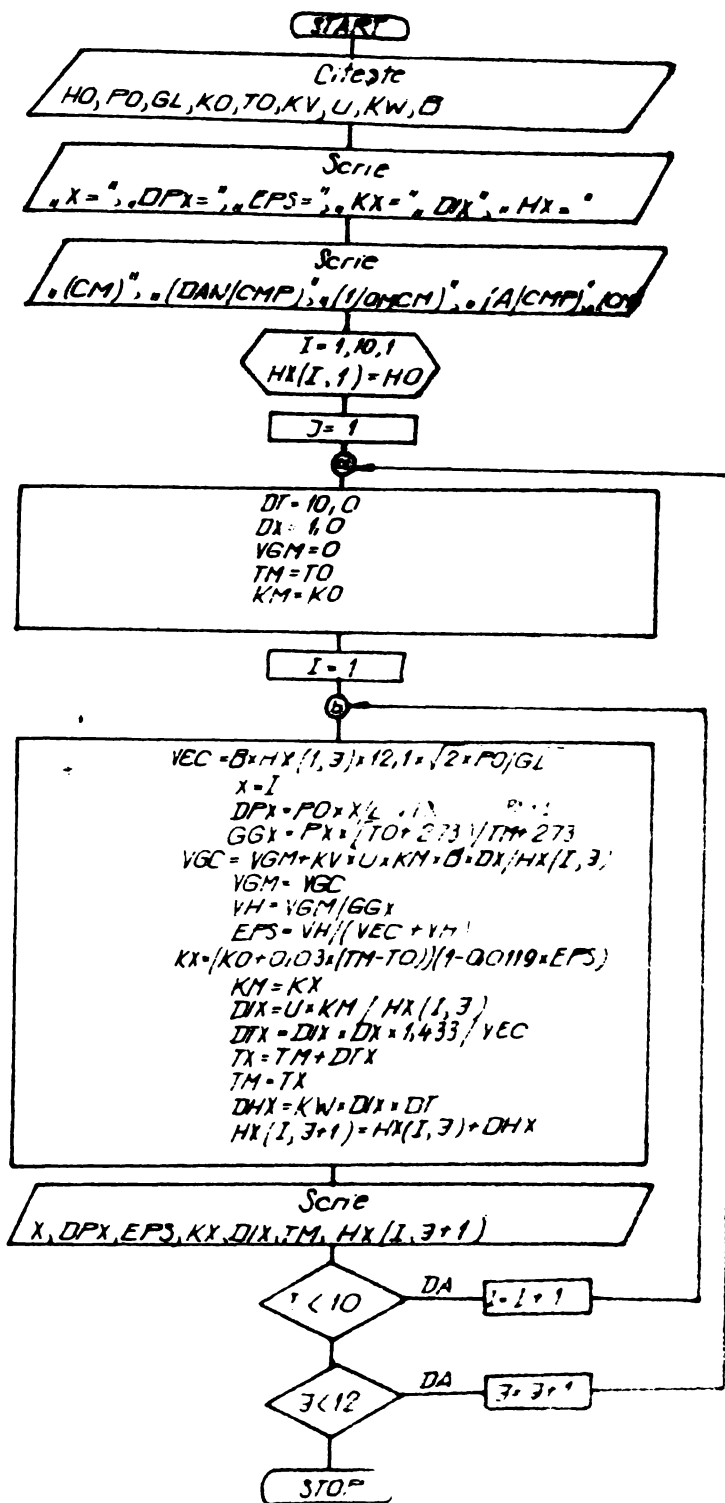 START
Citește
HO, PO, GL, KO, TO, KV, U, KW, B
Scrie
„X=", „DPX=", „EPS=", „KX=", „DIX", „HX="
Scrie
„(CM)", „(DAN/CMP)", „(1/OMCM)", „(A/CMP)", „(CM)
I = 1,10,1
HX(I,1)=HO
J= 1
a
DT=10,0
DX=1,0
VGM=0
TM=TO
KM=KO
I = 1
b
VEC=B×HX(1,J)×12,1×√2×PO/GL
X=I
DPX=PO×X/
GGX=PX×(TO+273)/TM+273
VGC=VGM+KV×U×KM×B×DX/HX(I,J)
VGM=VGC
VH=VGM/GGX
EPS=VH/(VEC+VH)
KX=(KO+0,03×(TM-TO))(1-0,0119×EPS)
KM=KX
DIX=U×KM/HX(I,J)
DTX=DIX×DX×1,433/VEC
TX=TM+DTX
TM=TX
DHX=KW×DIX×DT
HX(I,J+1)=HX(I,J)+DHX
Scrie
X, DPX, EPS, KX, DIX, TM, HX(I,J+1)
I<10
DA
I=I+1
J<12
DA
J=J+1
STOP